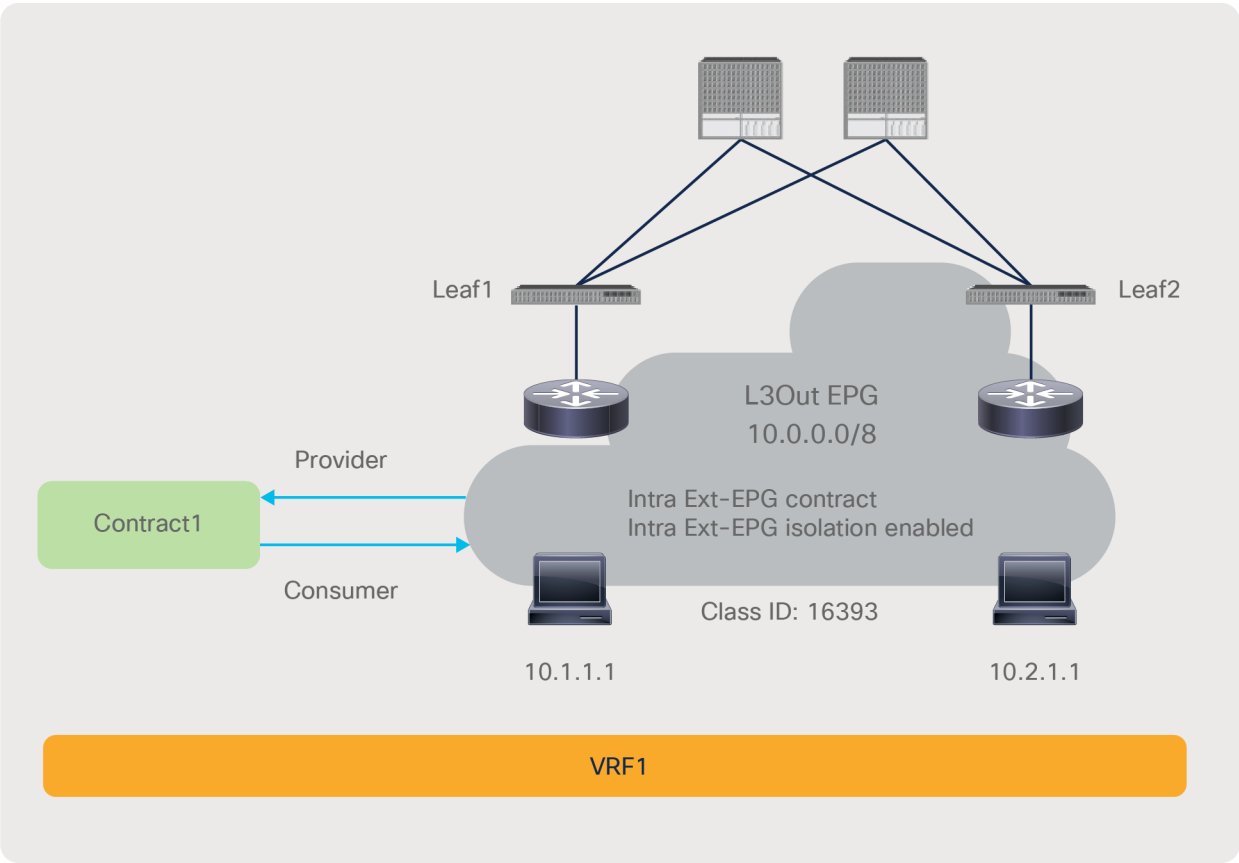 Leaf1
Leaf2
L3Out EPG
10.0.0.0/8
Provider
Intra Ext-EPG contract
Intra Ext-EPG isolation enabled
Contract1
Consumer
Class ID: 16393
10.1.1.1
10.2.1.1
VRF1